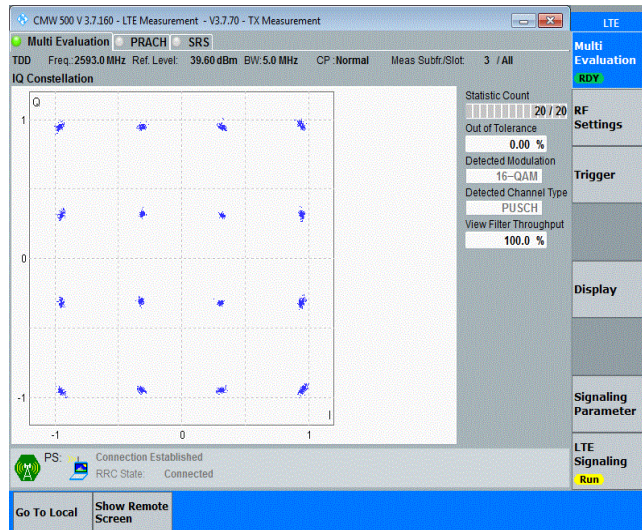 CMW 500 V 3.7.160 - LTE Measurement - V3.7.70 - TX Measurement
LTE
Multi Evaluation PRACH SRS
TDD Freq.: 2593.0 MHz Ref. Level: 39.60 dBm BW: 5.0 MHz CP : Normal Meas Subfr./Slot: 3 / All
IQ Constellation
Q
1
0
-1
I
-1 0 1
Statistic Count
20 / 20
Out of Tolerance
0.00 %
Detected Modulation
16-QAM
Detected Channel Type
PUSCH
View Filter Throughput
100.0 %
Multi
Evaluation
RDY
RF
Settings
Trigger
Display
Signaling
Parameter
LTE
Signaling
Run
PS: Connection Established
RRC State: Connected
Go To Local
Show Remote
Screen